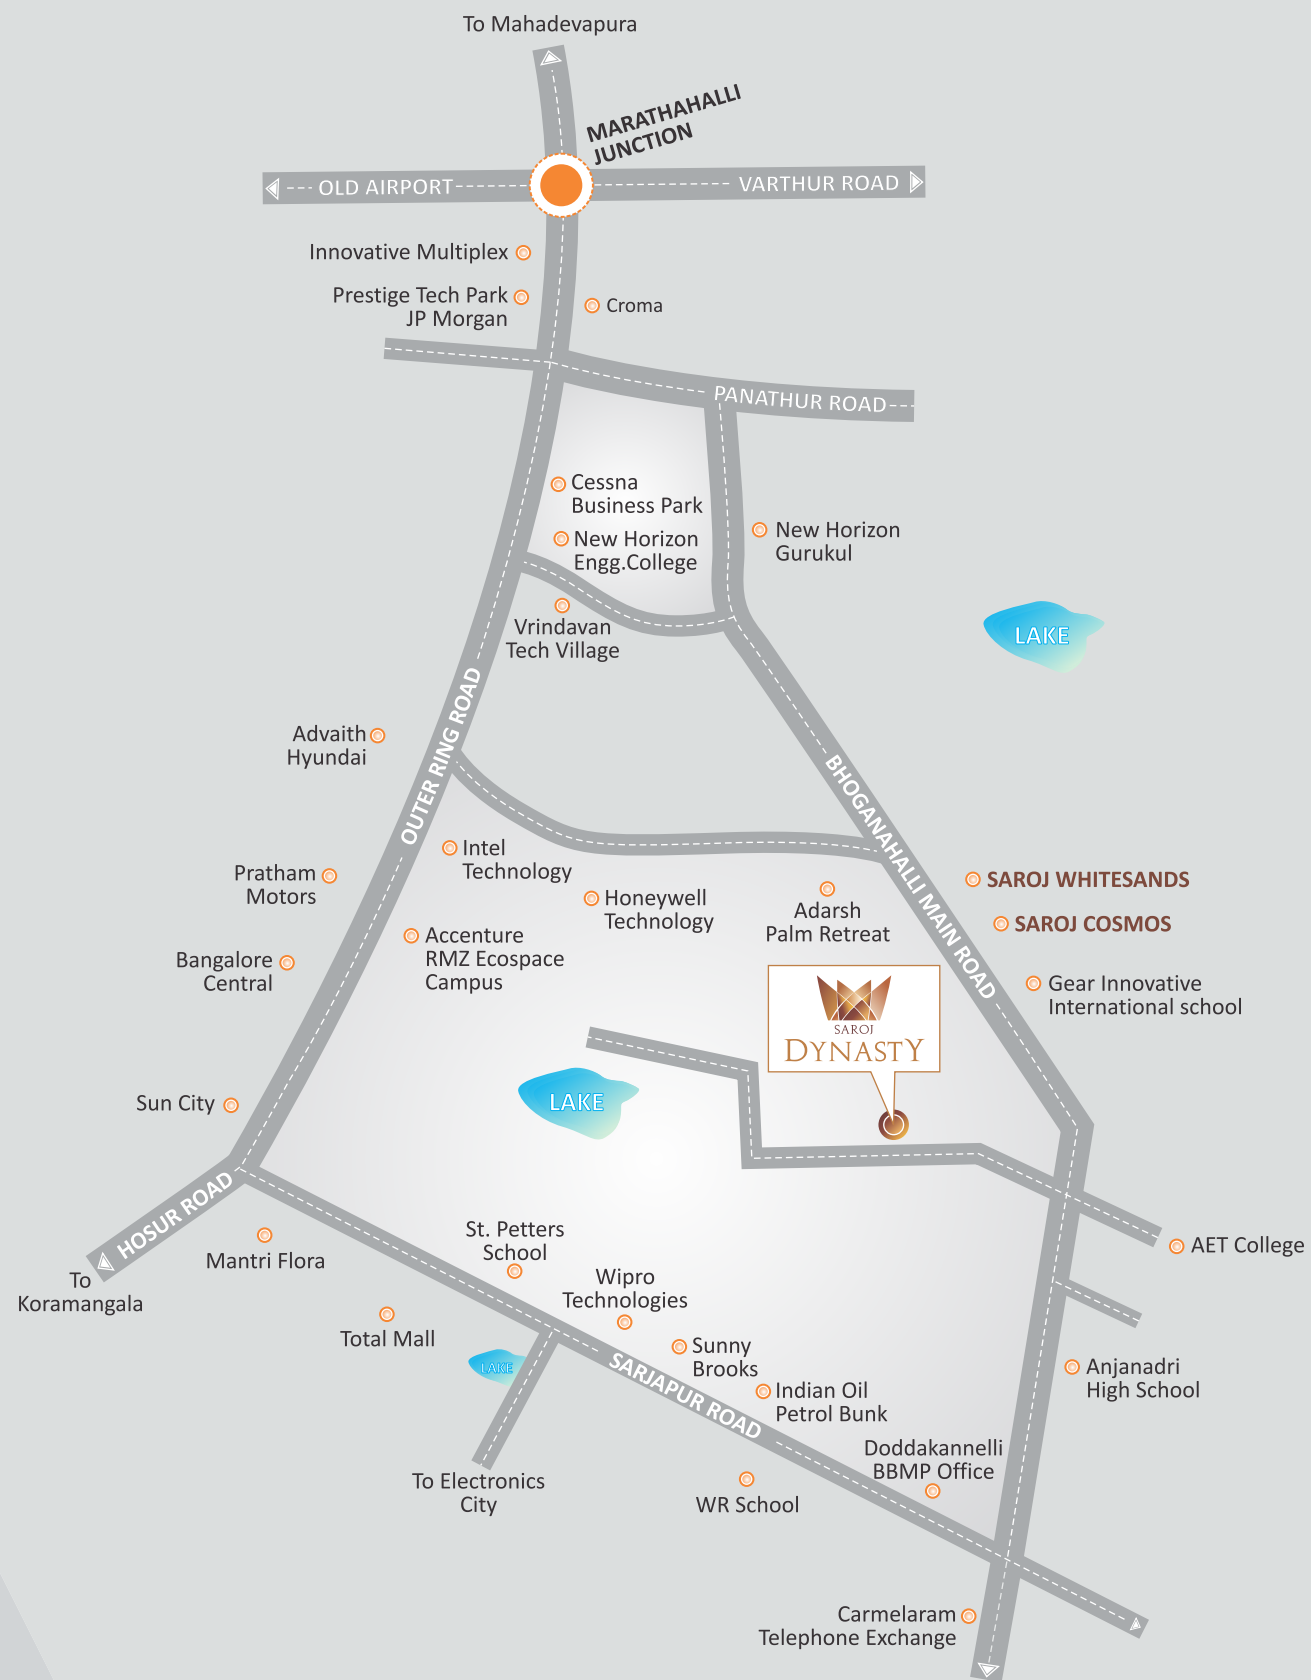 To Mahadevapura
MARATHAHALLI
JUNCTION
OLD AIRPORT
VARTHUR ROAD
Innovative Multiplex
Prestige Tech Park
JP Morgan
Croma
PANATHUR ROAD
Cessna
Business Park
New Horizon
Engg.College
New Horizon
Gurukul
Vrindavan
Tech Village
LAKE
OUTER RING ROAD
Advaith
Hyundai
BHOGANAHALLI MAIN ROAD
Intel
Technology
Pratham
Motors
Honeywell
Technology
Adarsh
Palm Retreat
SAROJ WHITESANDS
SAROJ COSMOS
Accenture
RMZ Ecospace
Campus
Bangalore
Central
Gear Innovative
International school
SAROJ
DYNASTY
LAKE
Sun City
HOSUR ROAD
To
Koramangala
Mantri Flora
St. Petters
School
AET College
Wipro
Technologies
Total Mall
LAKE
Sunny
Brooks
SARJAPUR ROAD
Indian Oil
Petrol Bunk
Anjanadri
High School
Doddakannelli
BBMP Office
To Electronics
City
WR School
Carmelaram
Telephone Exchange